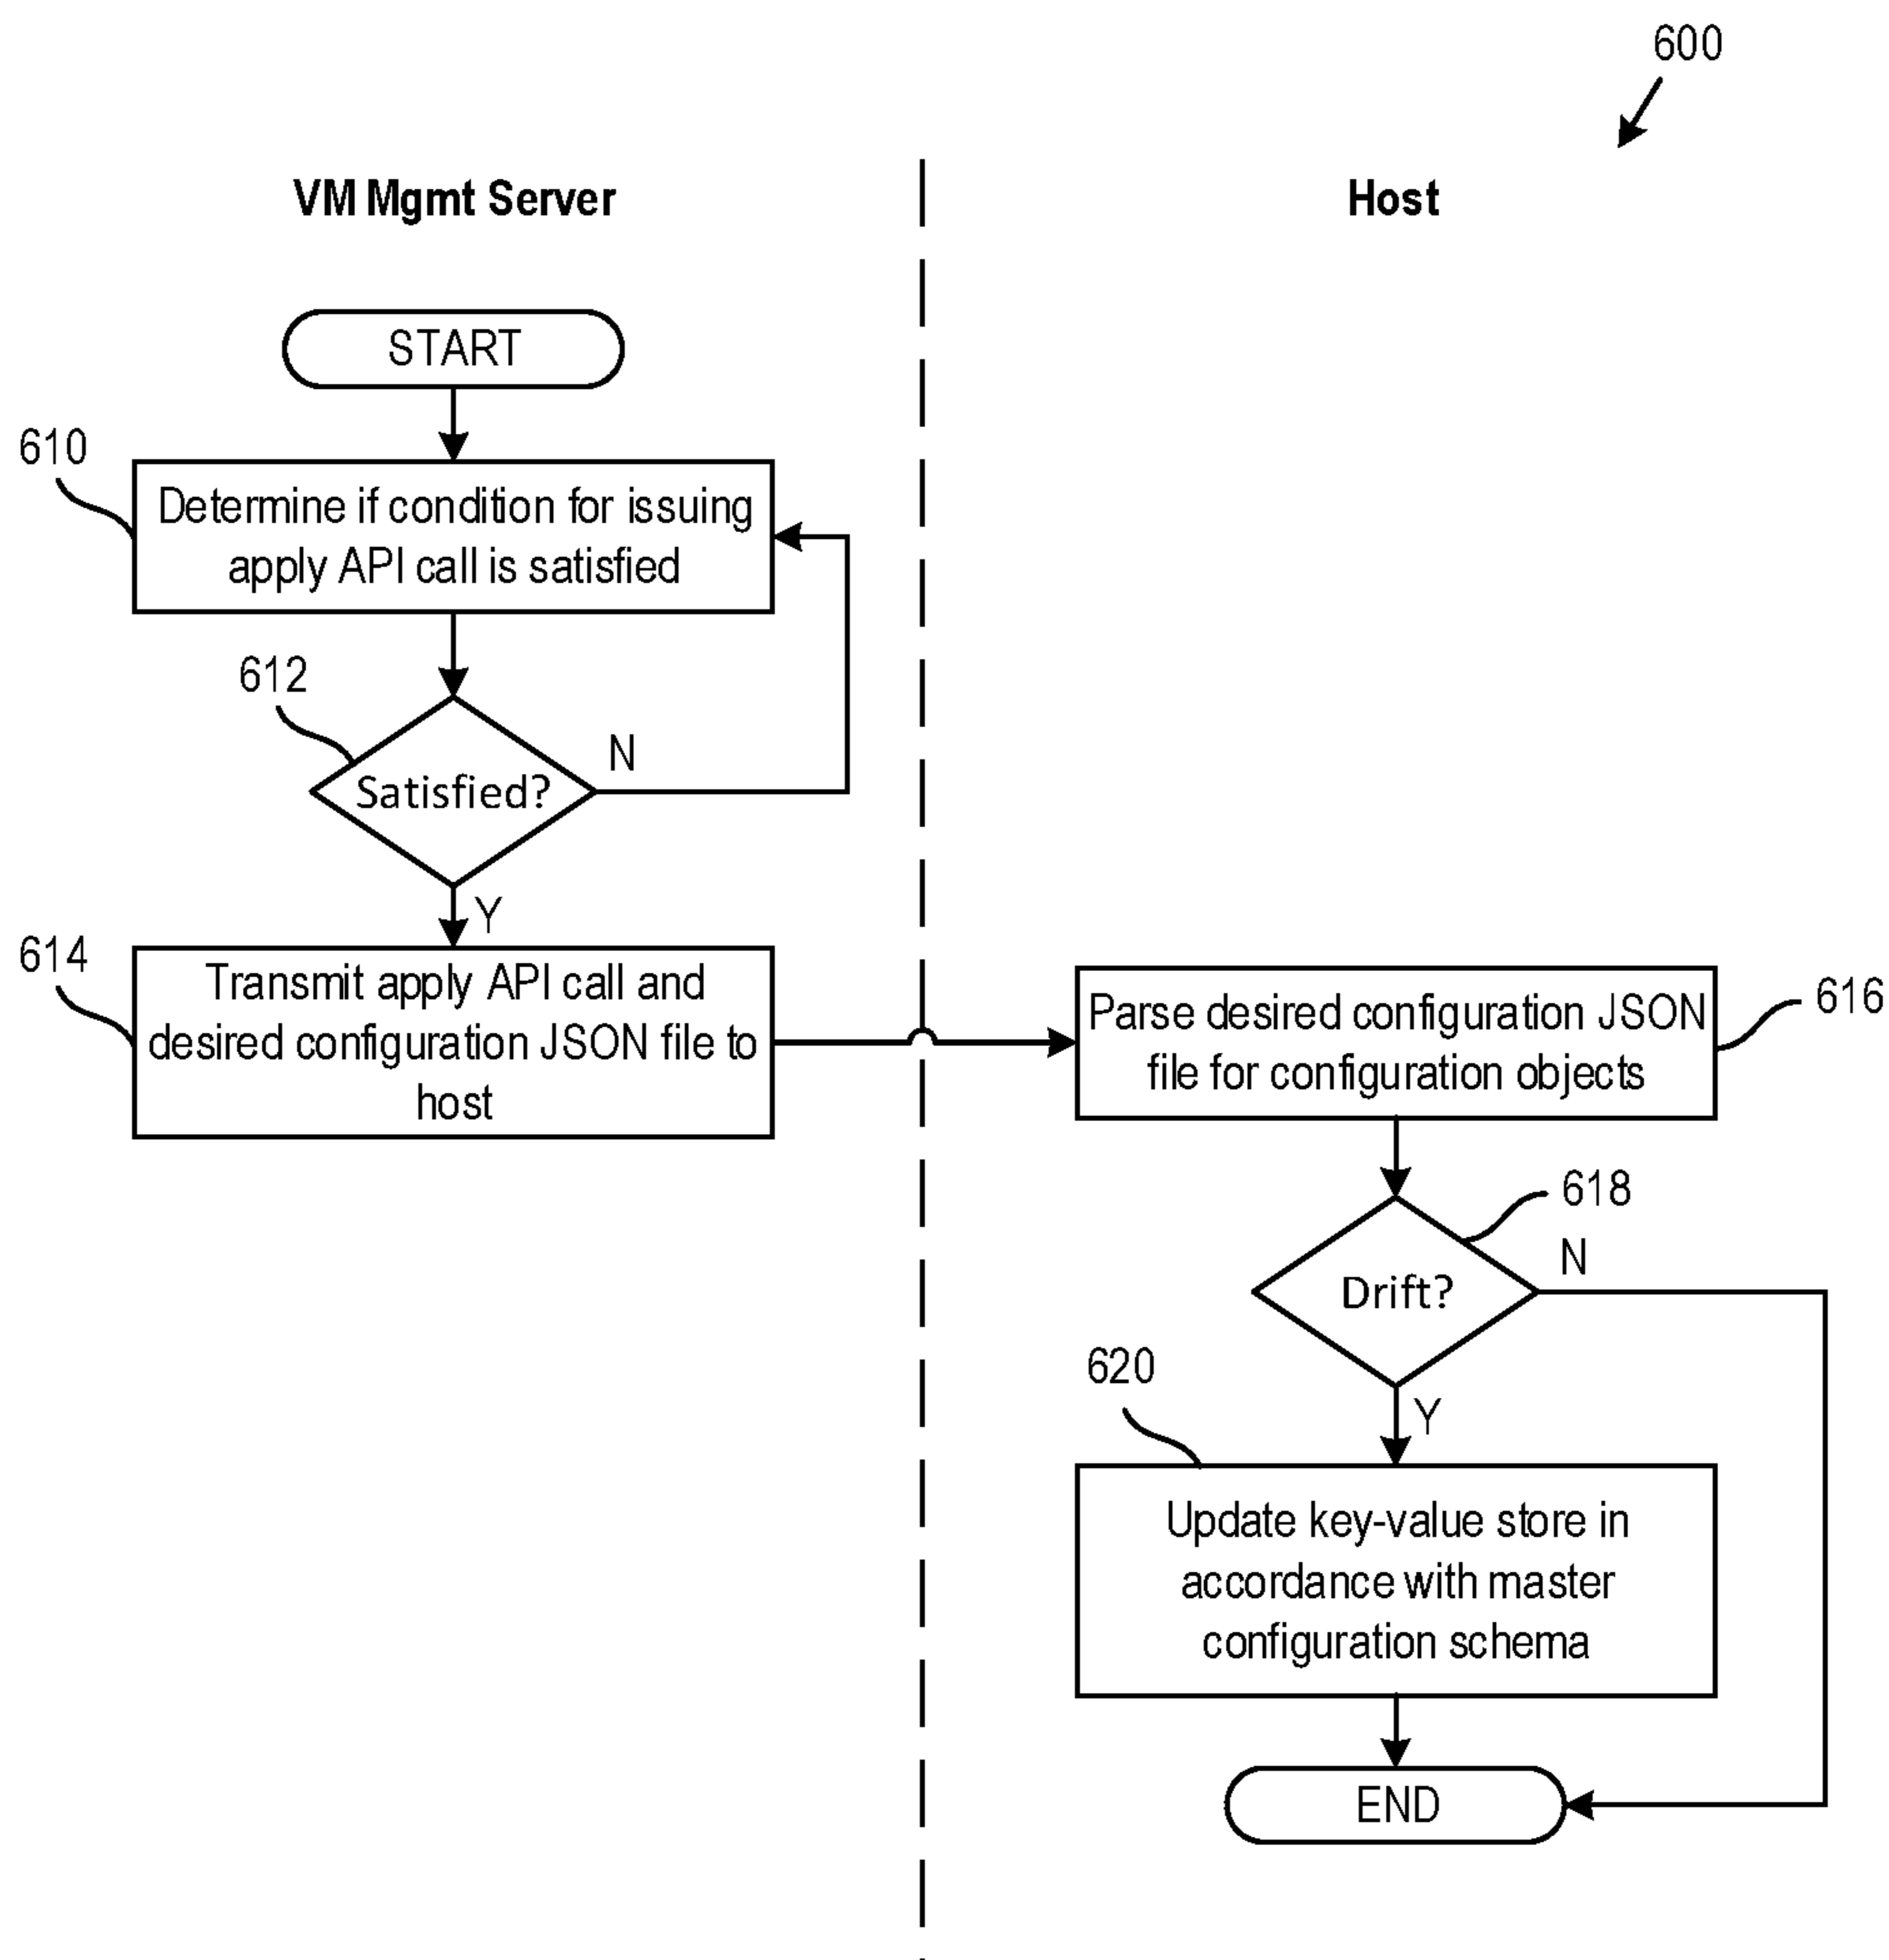 600
VM Mgmt Server
Host
START
610
Determine if condition for issuing
apply API call is satisfied
612
Satisfied?
N
Y
614
Transmit apply API call and
desired configuration JSON file to
host
Parse desired configuration JSON
file for configuration objects
616
618
Drift?
N
Y
620
Update key-value store in
accordance with master
configuration schema
END